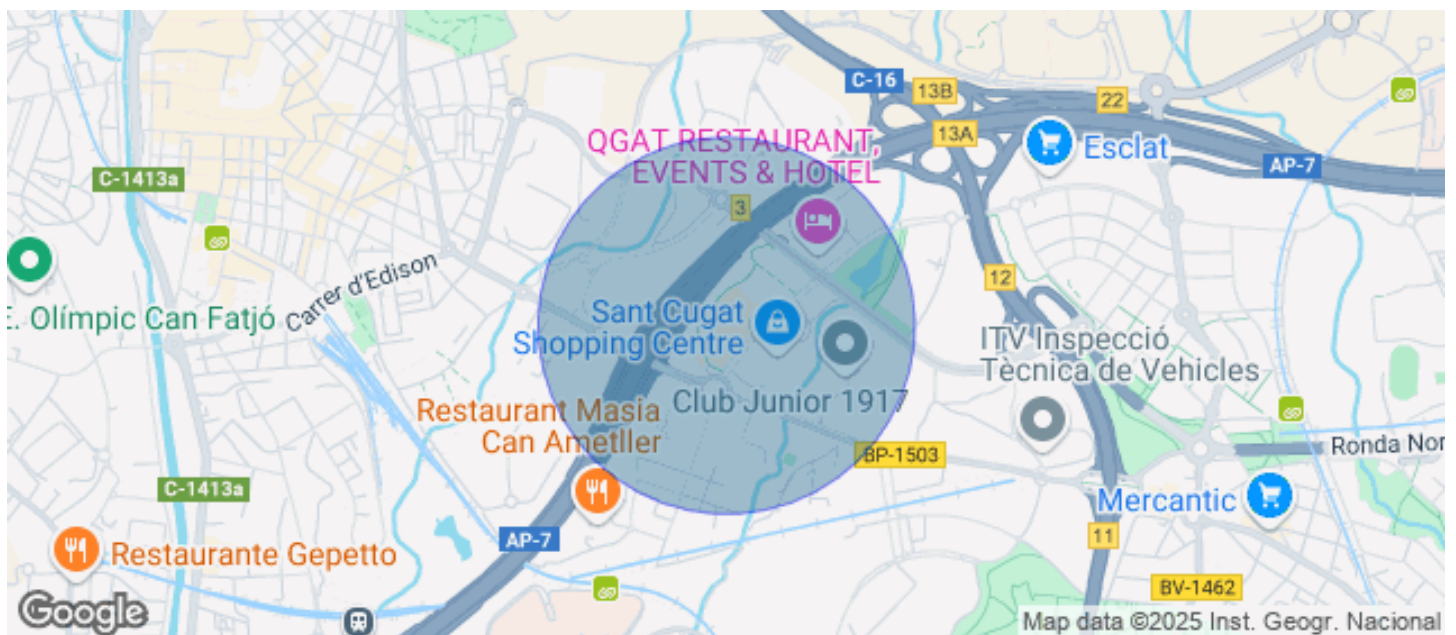 C-16
13B
22
13A
QGAT RESTAURANT,
EVENTS & HOTEL
Esclat
AP-7
C-1413a
3
Carrer d'Edison
12
E. Olímpic Can Fatjó
Sant Cugat
Shopping Centre
ITV Inspecció
Tècnica de Vehicles
Club Junior 1917
Restaurant Masia
Can Ametller
BP-1503
Ronda Nor
C-1413a
Mercantic
AP-7
11
Restaurante Gepetto
BV-1462
Google
Map data ©2025 Inst. Geogr. Nacional